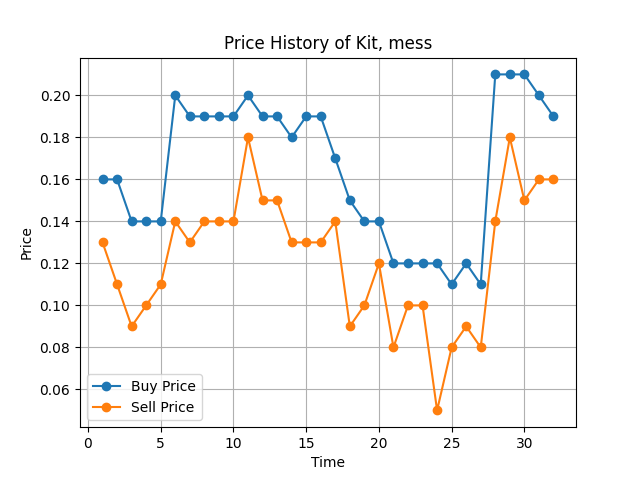 Price History of Kit, mess
Price
0.20
0.18
0.16
0.14
0.12
0.10
0.08
0.06
Buy Price
Sell Price
0 5 10 15 20 25 30
Time